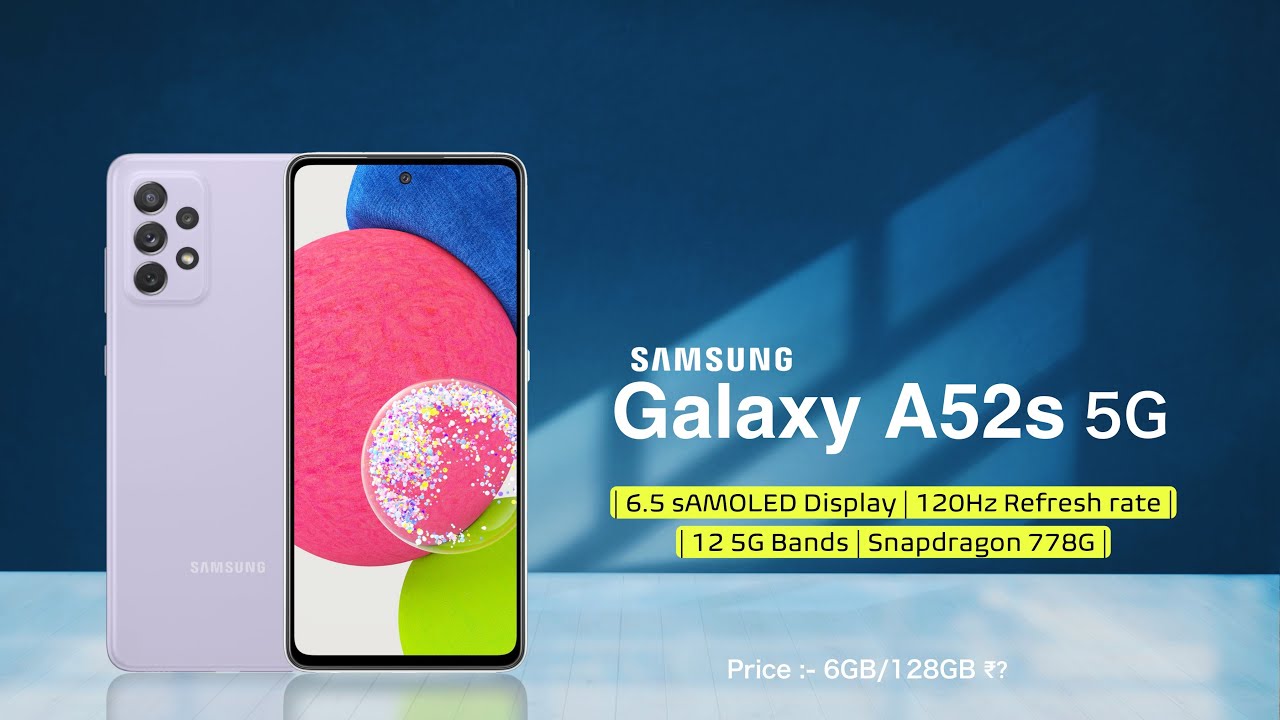 SAMSUNG
SAMSUNG
Galaxy A52s 5G
| 6.5 sAMOLED Display | 120Hz Refresh rate |
| 12 5G Bands | Snapdragon 778G |
Price :- 6GB/128GB ₹?